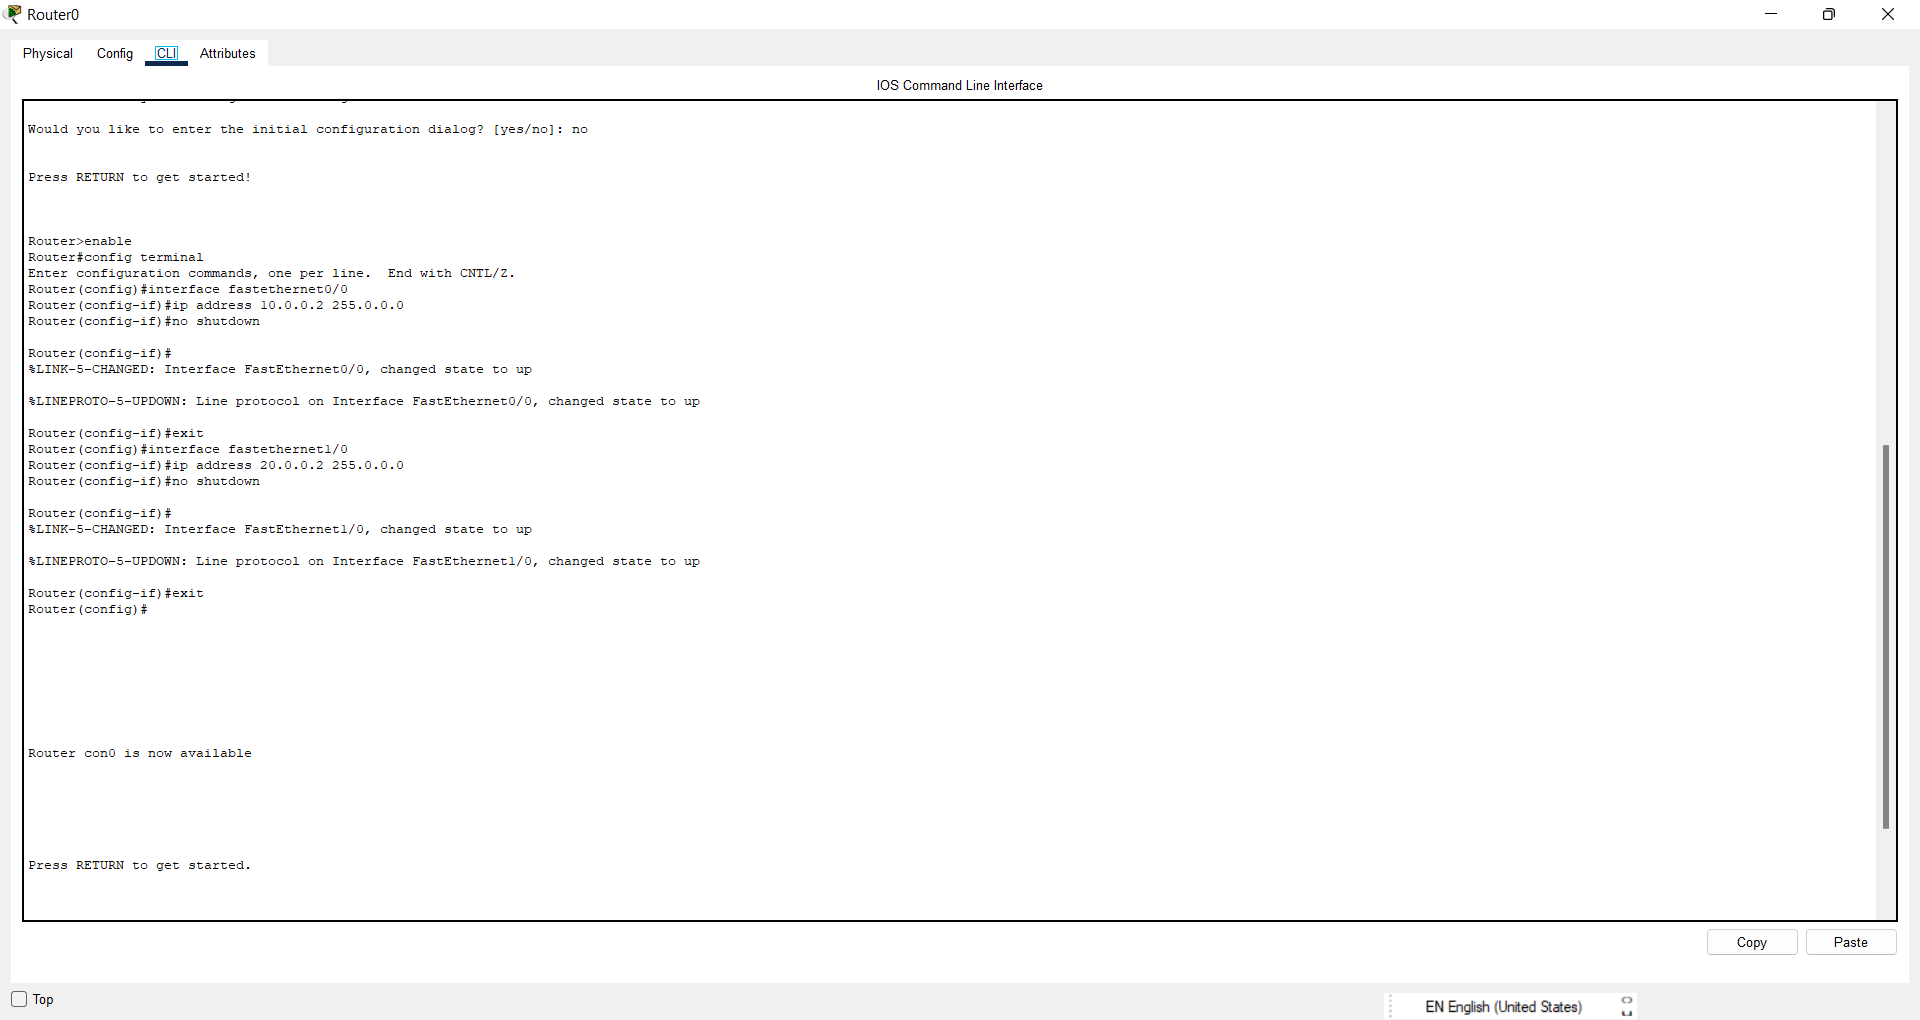 Router0
Physical Config CLI Attributes
IOS Command Line Interface
Would you like to enter the initial configuration dialog? [yes/no]: no
Press RETURN to get started!
Router>enable
Router#config terminal
Enter configuration commands, one per line.  End with CNTL/Z.
Router(config)#interface fastethernet0/0
Router(config-if)#ip address 10.0.0.2 255.0.0.0
Router(config-if)#no shutdown
Router(config-if)#
%LINK-5-CHANGED: Interface FastEthernet0/0, changed state to up
%LINEPROTO-5-UPDOWN: Line protocol on Interface FastEthernet0/0, changed state to up
Router(config-if)#exit
Router(config)#interface fastethernet1/0
Router(config-if)#ip address 20.0.0.2 255.0.0.0
Router(config-if)#no shutdown
Router(config-if)#
%LINK-5-CHANGED: Interface FastEthernet1/0, changed state to up
%LINEPROTO-5-UPDOWN: Line protocol on Interface FastEthernet1/0, changed state to up
Router(config-if)#exit
Router(config)#
Router con0 is now available
Press RETURN to get started.
Copy Paste
Top
EN English (United States)